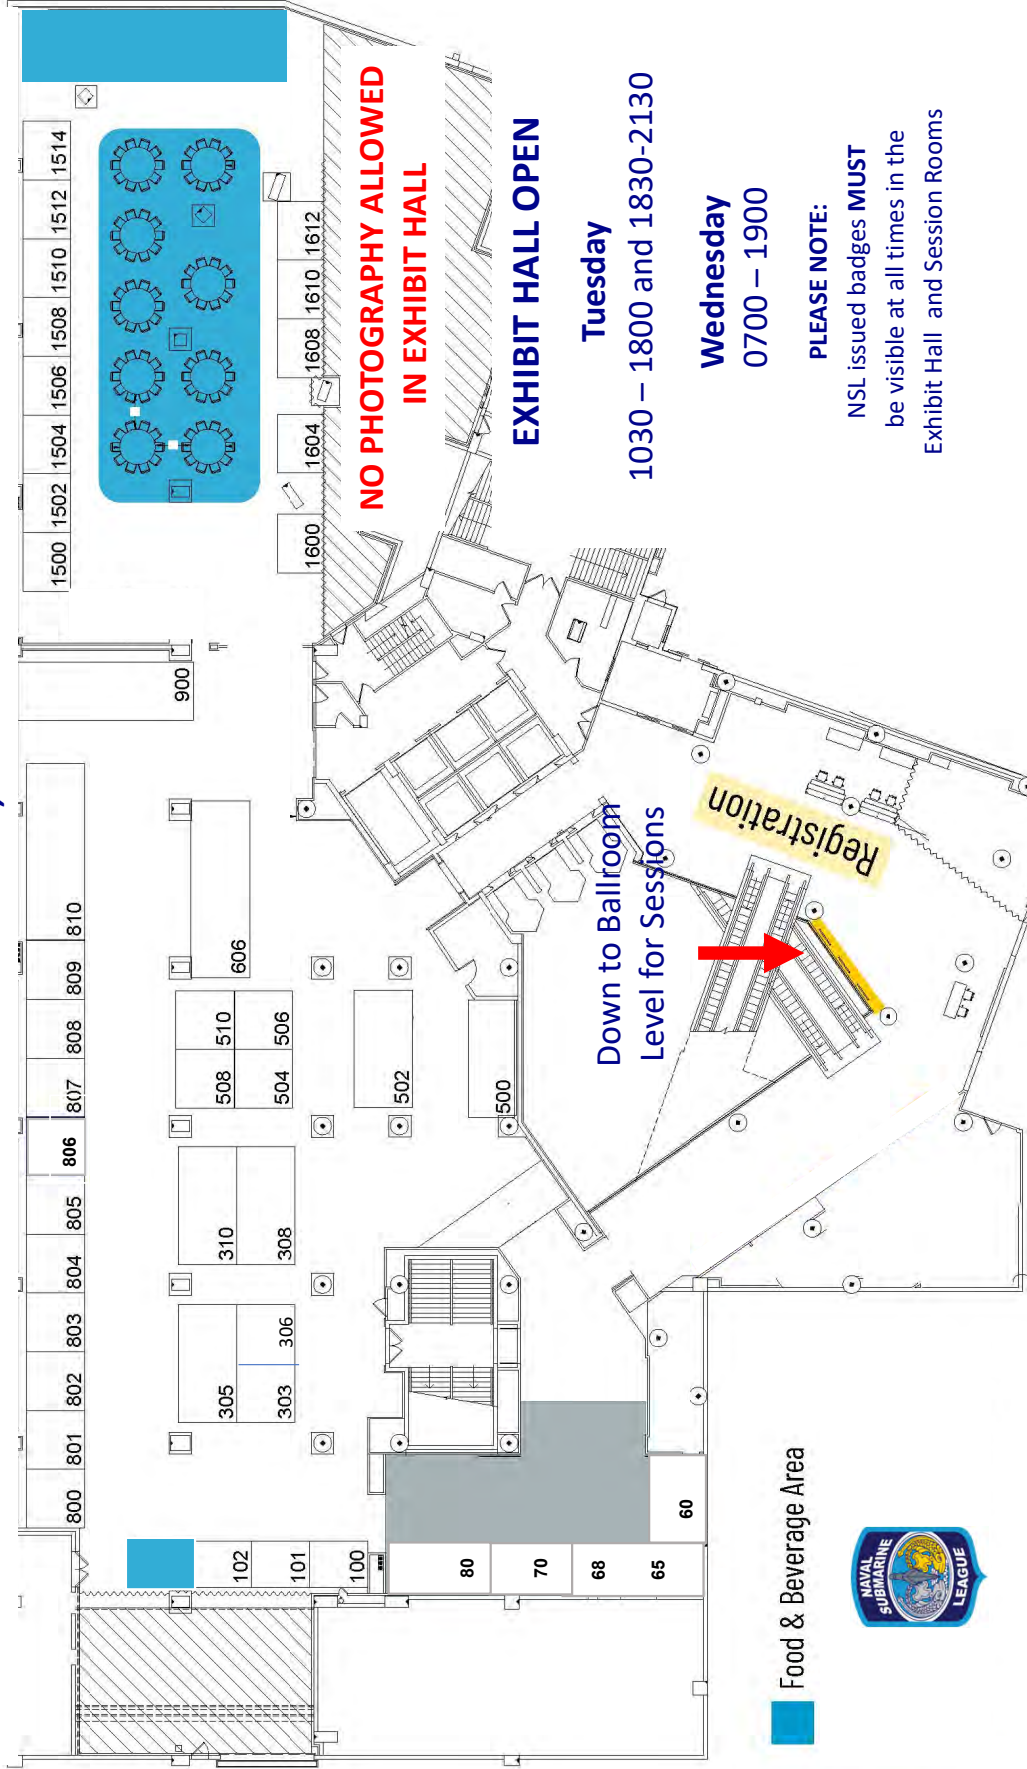 NO PHOTOGRAPHY ALLOWED
IN EXHIBIT HALL
EXHIBIT HALL OPEN
Tuesday
1030 – 1800 and 1830-2130
Wednesday
0700 – 1900
PLEASE NOTE:
NSL issued badges MUST
be visible at all times in the
Exhibit Hall and Session Rooms
1500
1502
1504
1506
1508
1510
1512
1514
1600
1604
1608
1610
1612
900
800
801
802
803
804
805
806
807
808
809
810
606
508
510
504
506
502
500
310
308
305
303
306
102
101
100
80
70
68
65
60
Down to Ballroom
Level for Sessions
Registration
Food & Beverage Area
NAVAL
SUBMARINE
LEAGUE